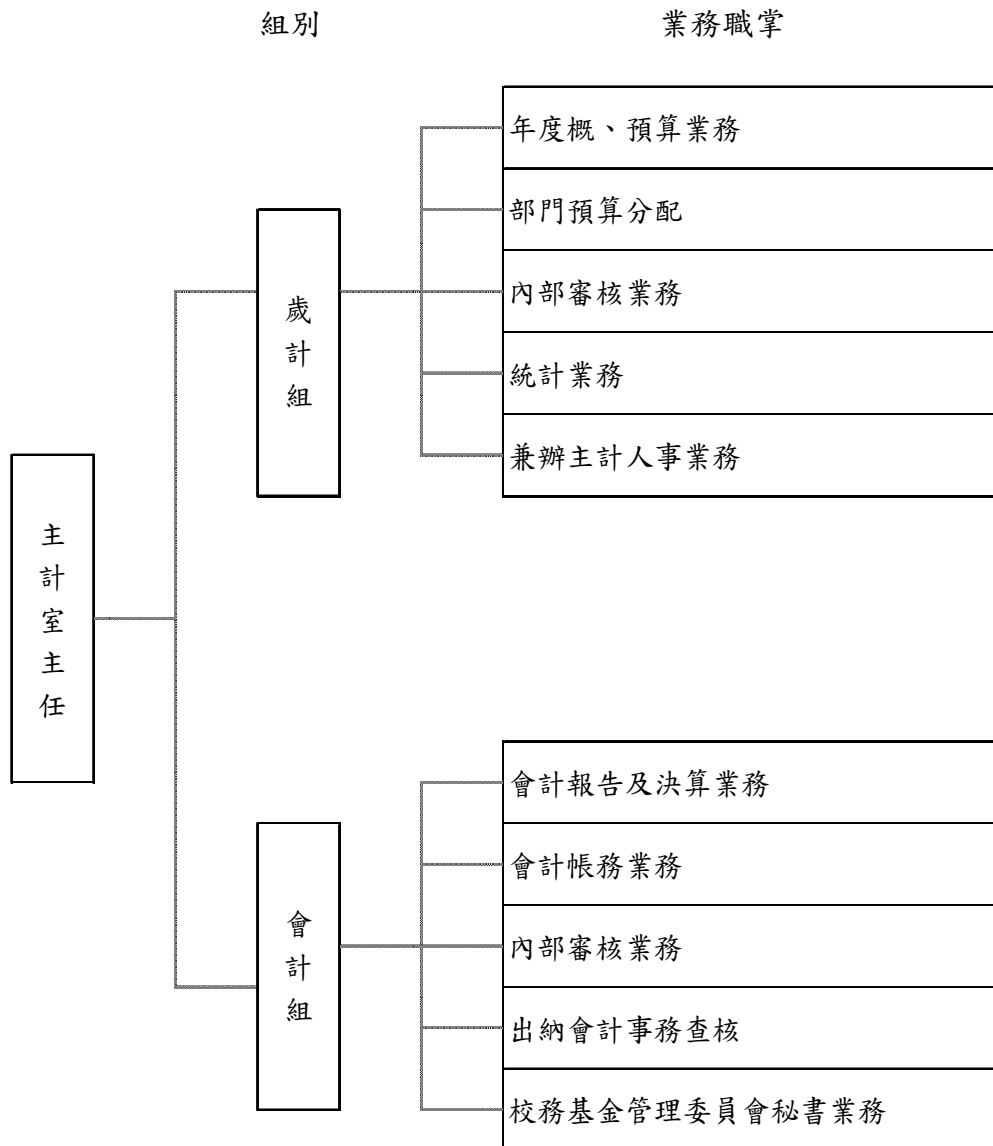 組別
業務職掌
年度概、預算業務
部門預算分配
內部審核業務
統計業務
兼辦主計人事業務
歲計組
主計室主任
會計報告及決算業務
會計帳務業務
內部審核業務
出納會計事務查核
校務基金管理委員會秘書業務
會計組